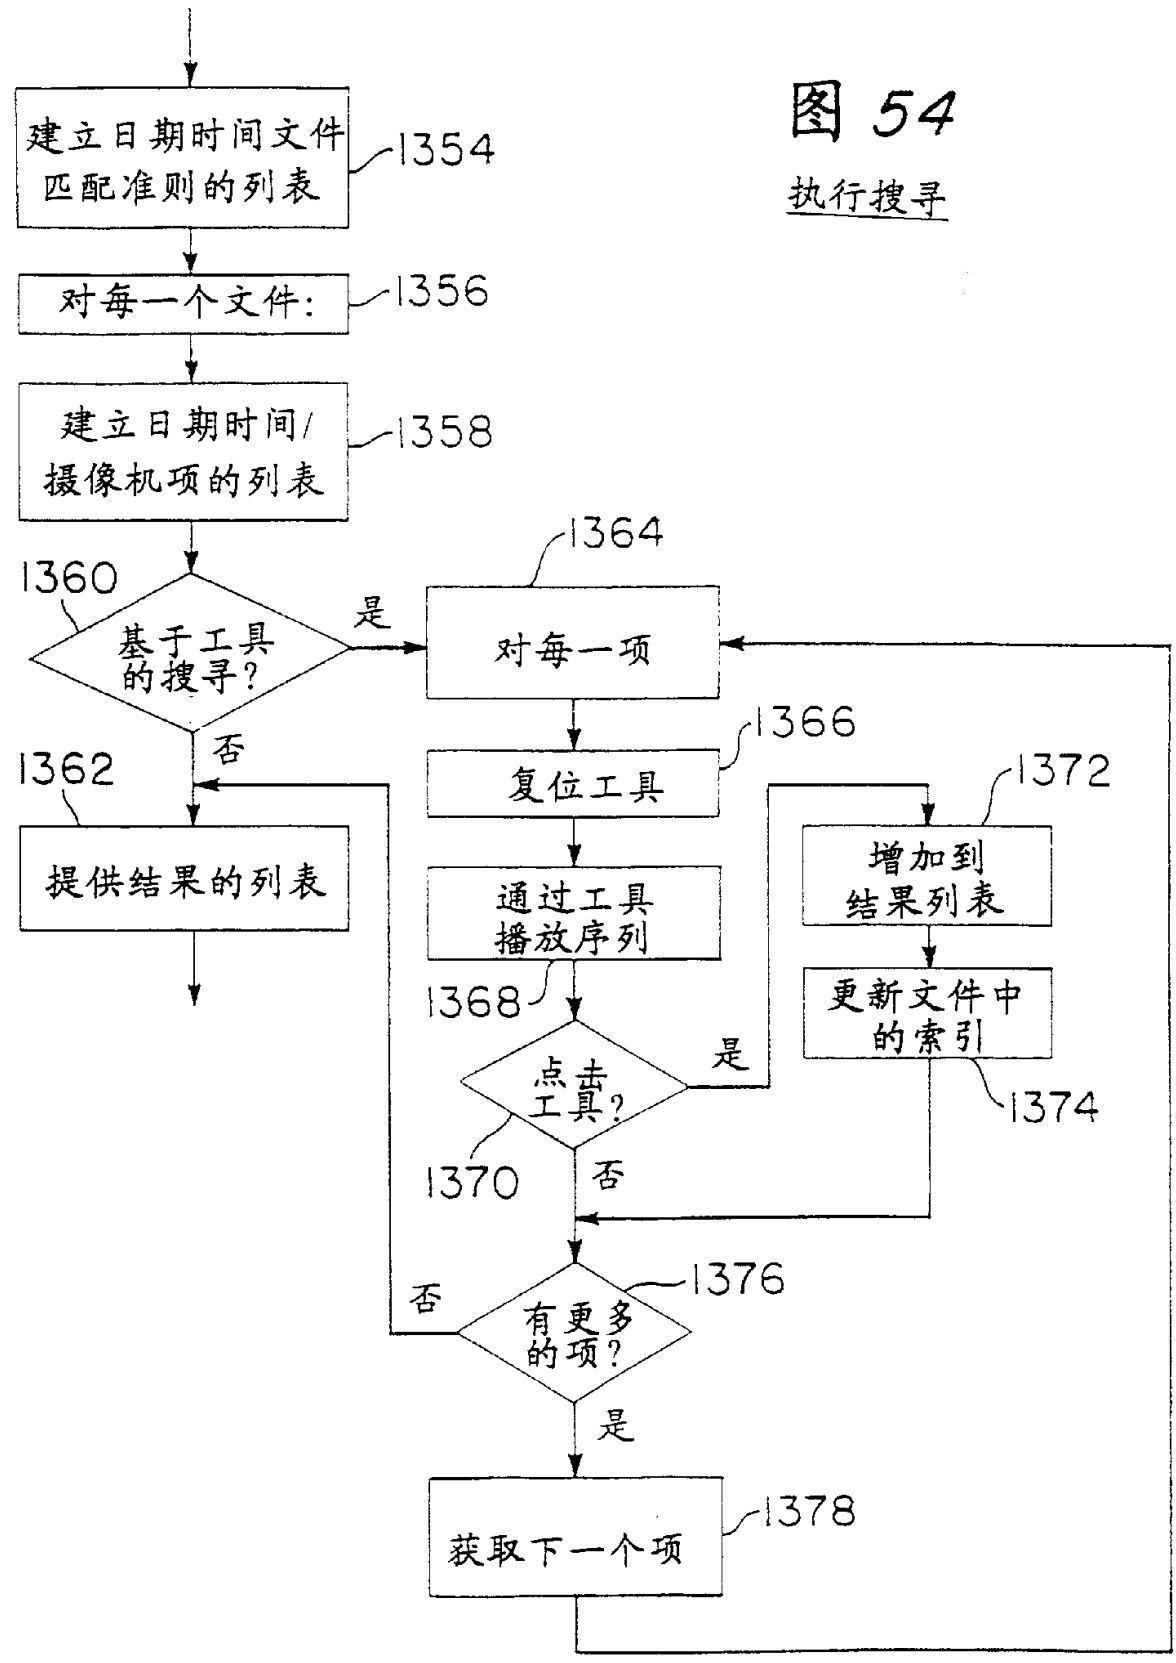 图 54
执行搜寻
建立日期时间文件
匹配准则的列表
1354
对每一个文件:
1356
建立日期时间/
摄像机项的列表
1358
1360
基于工具
的搜寻?
是
否
1362
提供结果的列表
1364
对每一项
1366
复位工具
通过工具
播放序列
1368
点击
工具?
1370
是
否
1372
增加到
结果列表
更新文件中
的索引
1374
1376
有更多
的项?
否
是
1378
获取下一个项